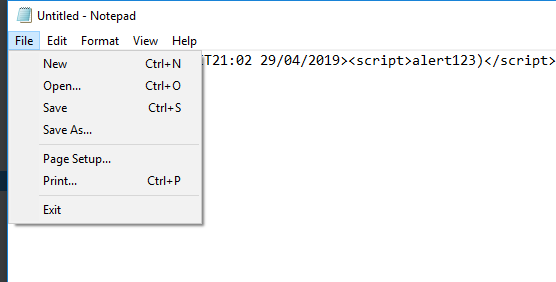 Untitled - Notepad
File Edit Format View Help
T21:02 29/04/2019><script>alert123)</script>
New Ctrl+N
Open... Ctrl+O
Save Ctrl+S
Save As...
Page Setup...
Print... Ctrl+P
Exit